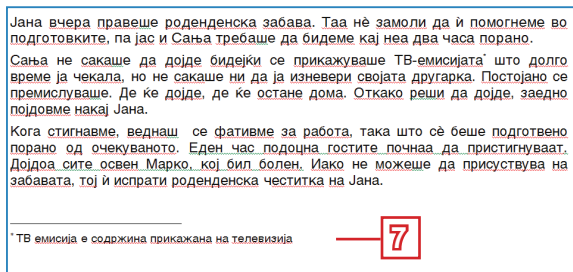 Јана вчера правеше роденденска забава. Таа нè замоли да ѝ помогнеме во
подготовките, па јас и Сања требаше да бидеме кај неа два часа порано.
Сања не сакаше да дојде бидејќи се прикажуваше ТВ-емисијата* што долго
време ја чекала, но не сакаше ни да ја изневери својата другарка. Постојано се
премислуваше. Де ќе дојде, де ќе остане дома. Откако реши да дојде, заедно
појдовме накај Јана.
Кога стигнавме, веднаш се фативме за работа, така што сè беше подготвено
порано од очекуваното. Еден час подоцна гостите почнаа да пристигнуваат.
Дојдоа сите освен Марко, кој бил болен. Иако не можеше да присуствува на
забавата, тој ѝ испрати роденденска честитка на Јана.
* ТВ емисија е содржина прикажана на телевизија
7